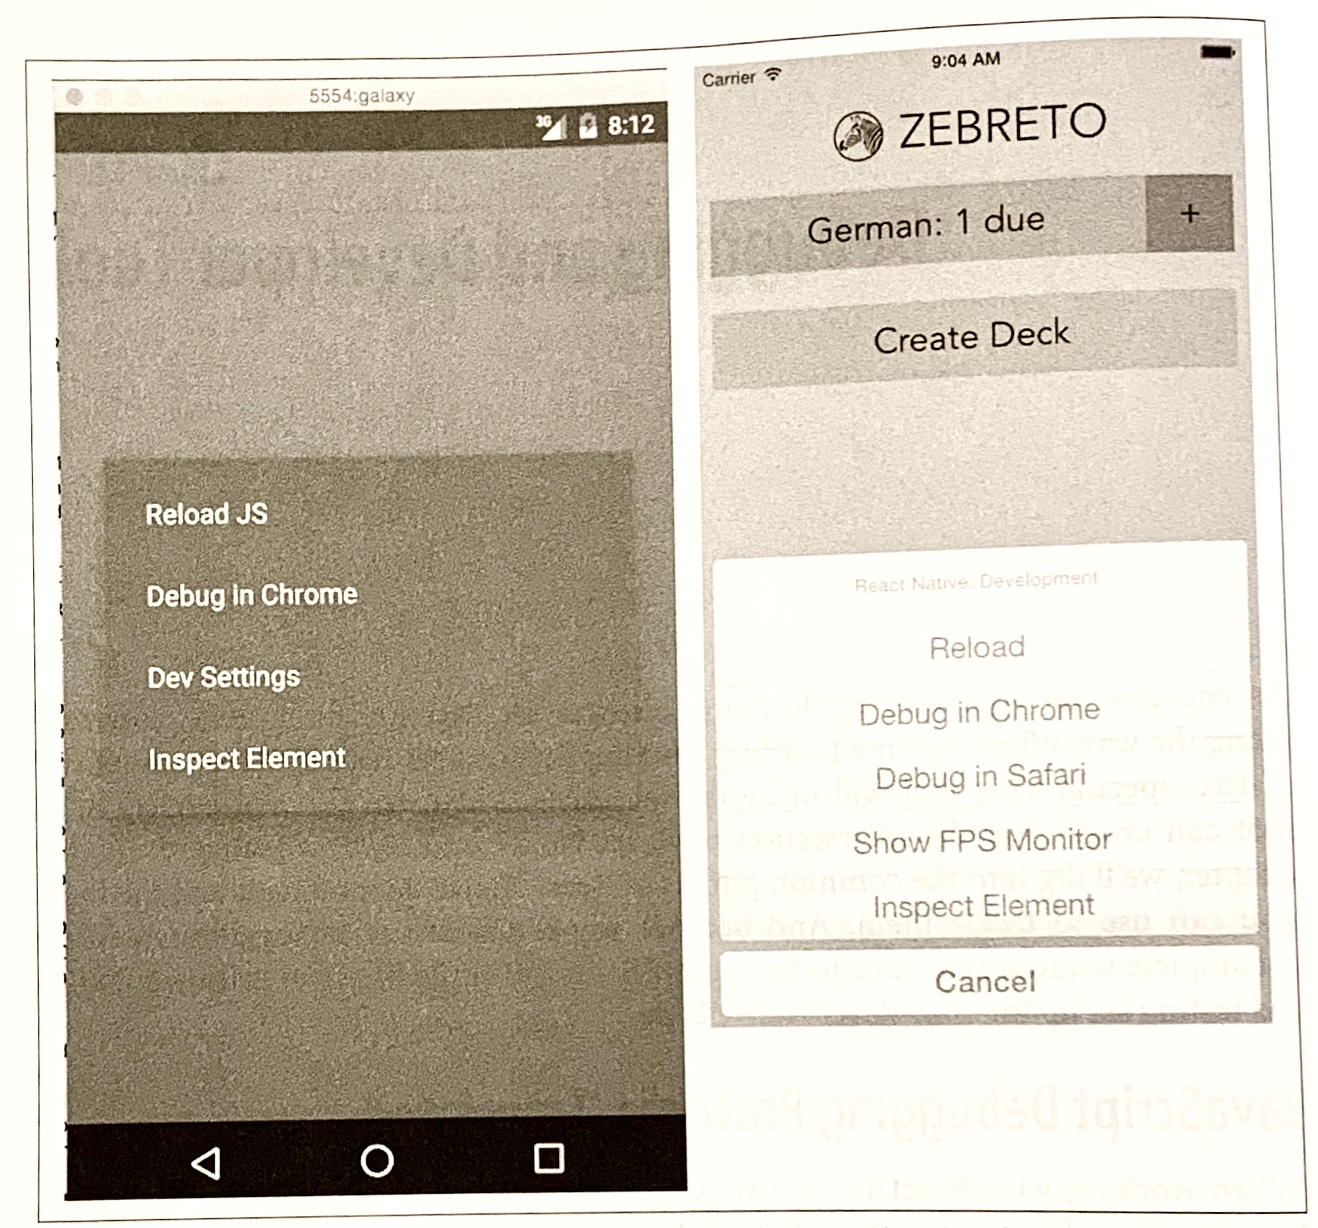 5554:galaxy
3G 8:12
Reload JS
Debug in Chrome
Dev Settings
Inspect Element
Carrier 9:04 AM
ZEBRETO
German: 1 due +
Create Deck
React Native: Development
Reload
Debug in Chrome
Debug in Safari
Show FPS Monitor
Inspect Element
Cancel